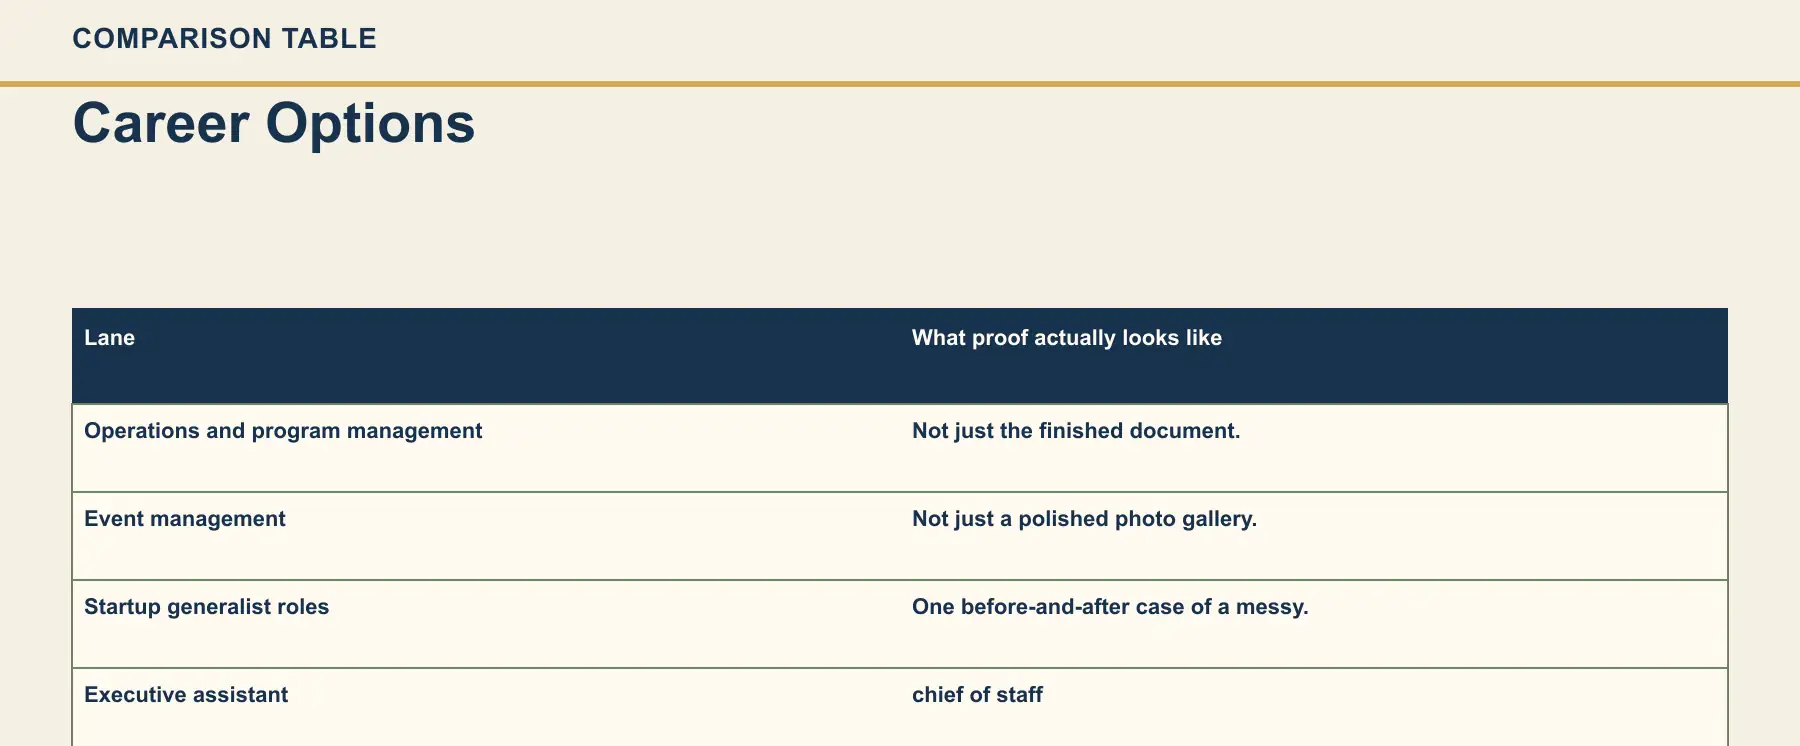 COMPARISON TABLE
Career Options
Lane
What proof actually looks like
Operations and program management
Not just the finished document.
Event management
Not just a polished photo gallery.
Startup generalist roles
One before-and-after case of a messy.
Executive assistant
chief of staff